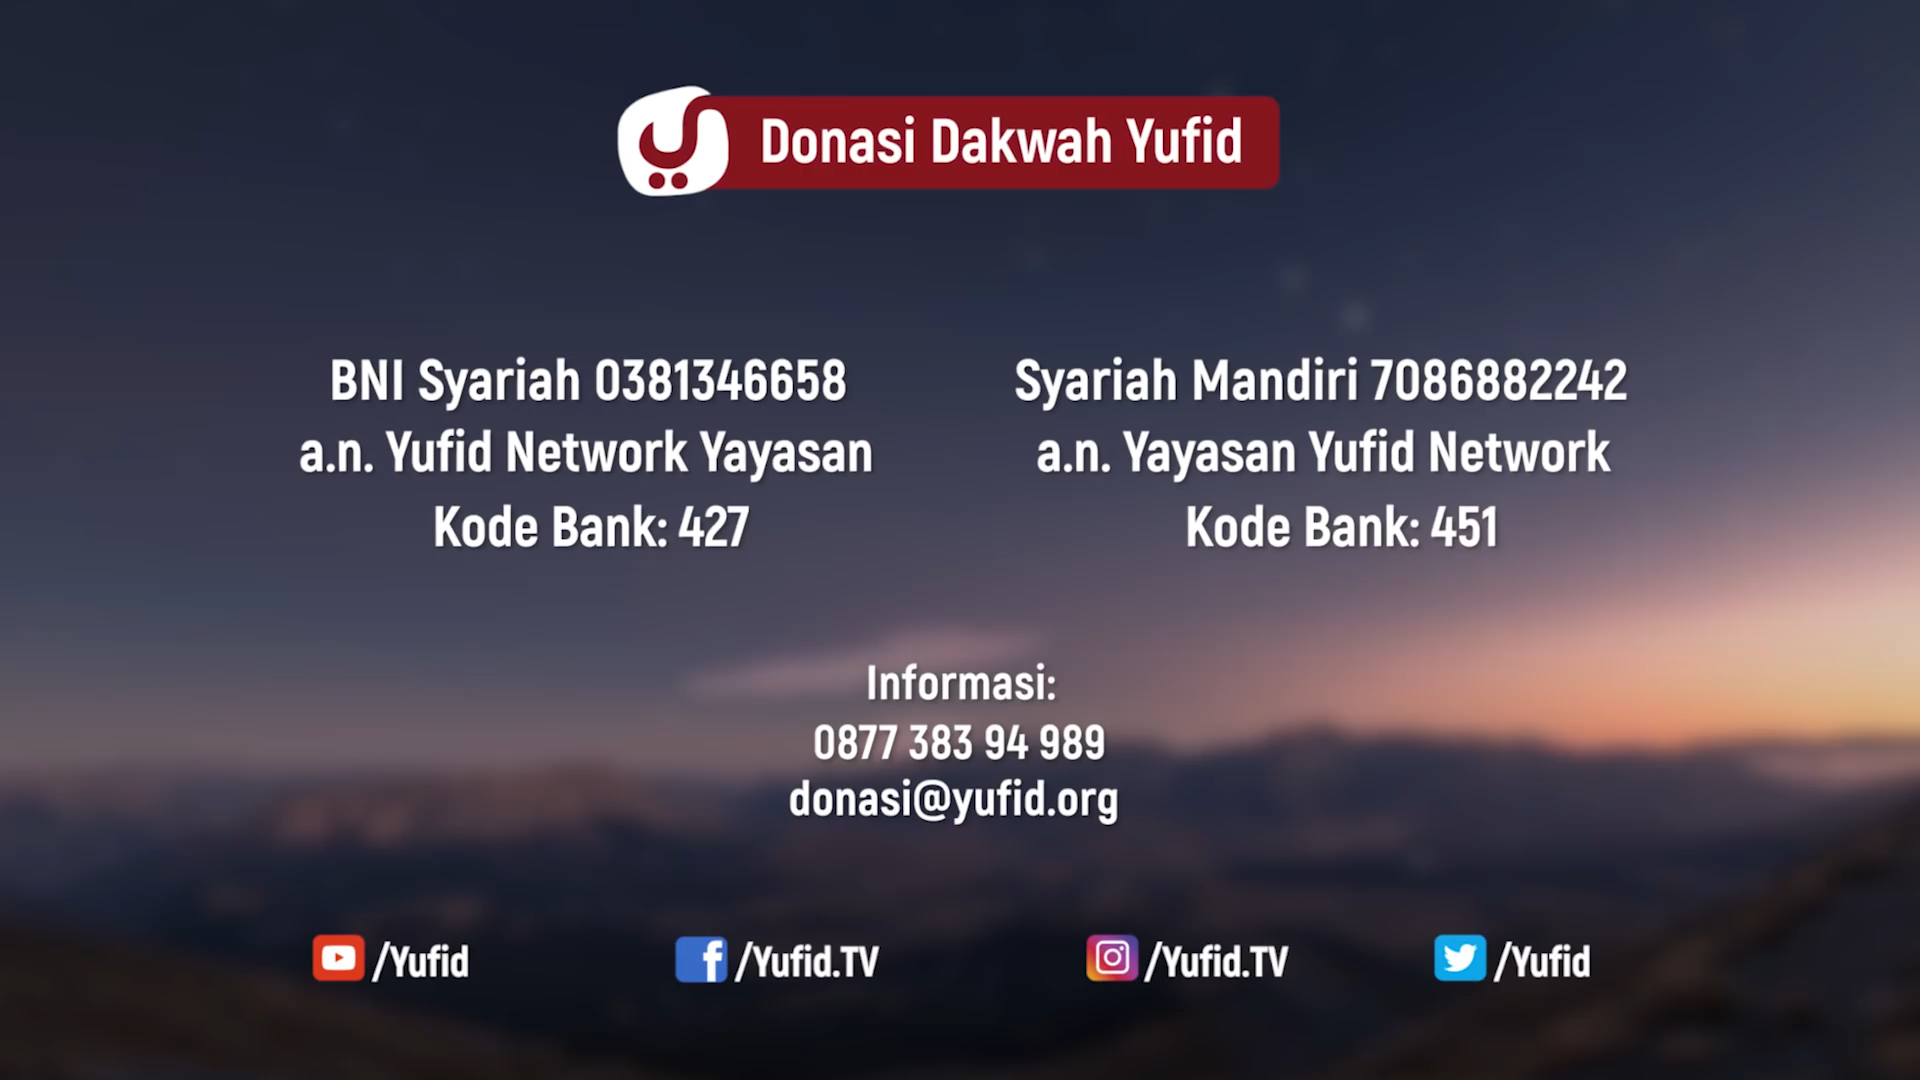 Donasi Dakwah Yufid
BNI Syariah 0381346658
a.n. Yufid Network Yayasan
Kode Bank: 427
Syariah Mandiri 7086882242
a.n. Yayasan Yufid Network
Kode Bank: 451
Informasi:
0877 383 94 989
donasi@yufid.org
/Yufid
/Yufid.TV
/Yufid.TV
/Yufid